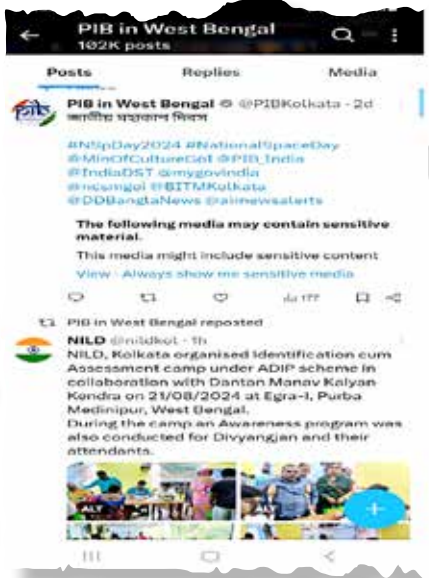 PIB in West Bengal
102K posts
Posts Replies Media
PIB in West Bengal @PIBKolkata · 2d
জাতীয় মহাকাশ দিবস
#NSpDay2024 #NationalSpaceDay
@MinOfCultureGoI @PIB_India
@IndiaDST @mygovindia
@ncsmgoi @BITMKolkata
@DDBanglaNews @airnewsalerts
The following media may contain sensitive
material.
This media might include sensitive content
View · Always show me sensitive media
177
PIB in West Bengal reposted
NILD @nildkol · 1h
NILD, Kolkata organised Identification cum
Assessment camp under ADIP scheme in
collaboration with Dantan Manav Kalyan
Kendra on 21/08/2024 at Egra-I, Purba
Medinipur, West Bengal.
During the camp an Awareness program was
also conducted for Divyangjan and their
attendants.
ALT ALT